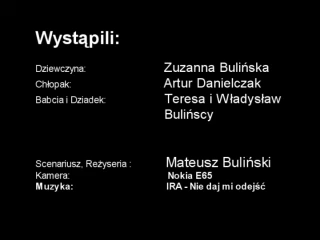 Wystąpili:
Dziewczyna: Zuzanna Bulińska
Chłopak: Artur Danielczak
Babcia i Dziadek: Teresa i Władysław
Bulińscy
Scenariusz, Reżyseria : Mateusz Buliński
Kamera: Nokia E65
Muzyka: IRA - Nie daj mi odejść